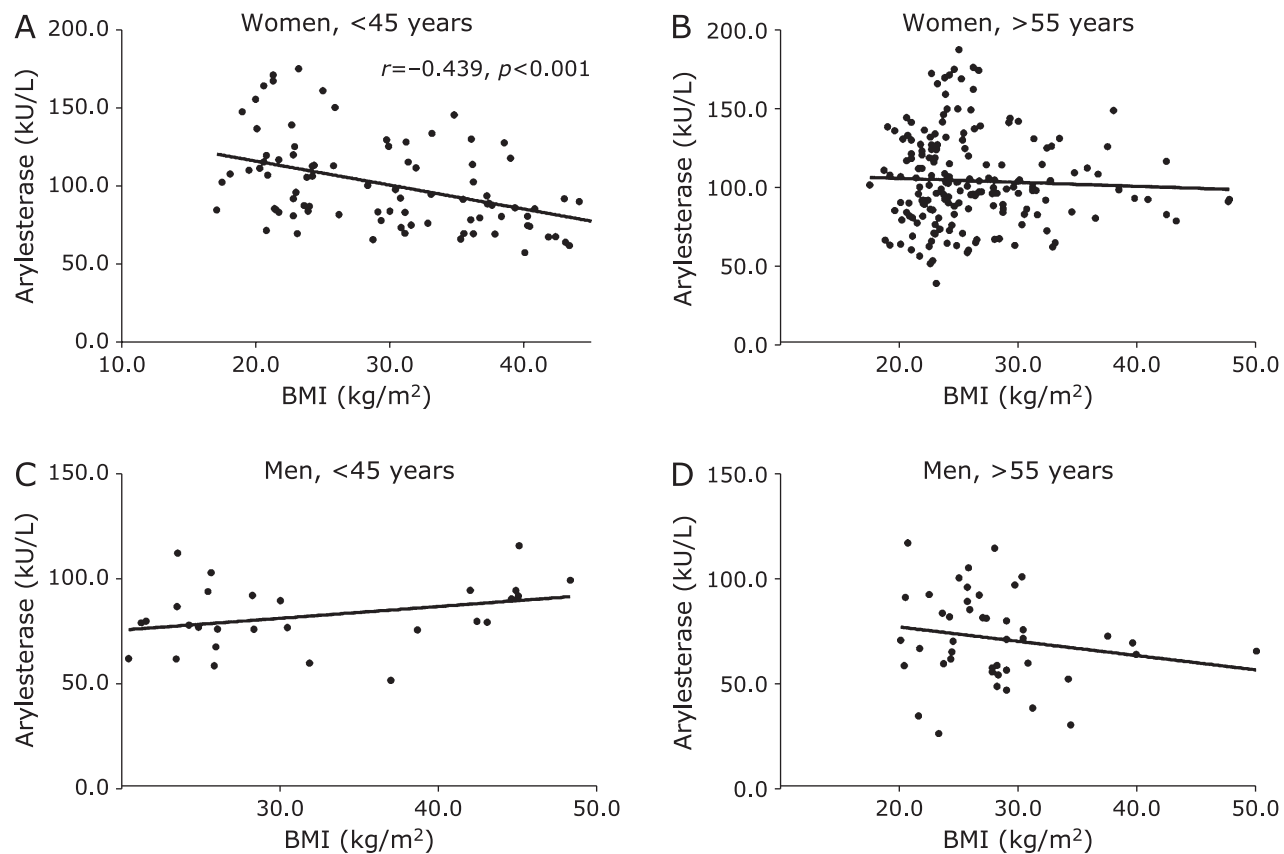 A
Women, <45 years
r=−0.439, p<0.001
Arylesterase (kU/L)
200.0
150.0
100.0
50.0
0.0
10.0 20.0 30.0 40.0
BMI (kg/m²)
B
Women, >55 years
Arylesterase (kU/L)
200.0
150.0
100.0
50.0
0.0
20.0 30.0 40.0 50.0
BMI (kg/m²)
C
Men, <45 years
Arylesterase (kU/L)
150.0
100.0
50.0
0.0
30.0 40.0 50.0
BMI (kg/m²)
D
Men, >55 years
Arylesterase (kU/L)
150.0
100.0
50.0
0.0
20.0 30.0 40.0 50.0
BMI (kg/m²)